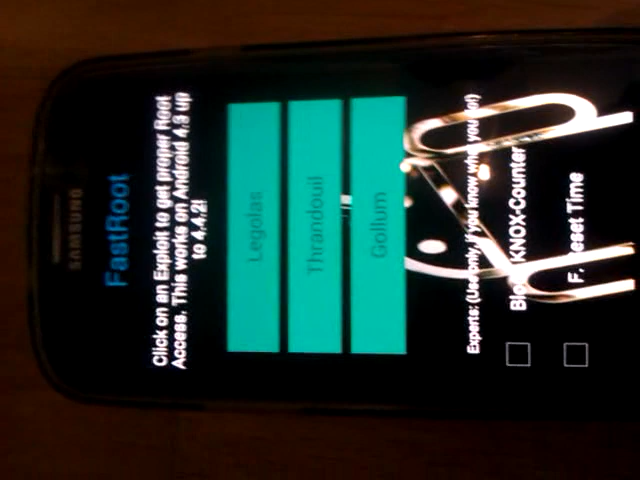 SAMSUNG
FastRoot
Click on an Exploit to get proper Root
Access. This works on Android 4.3 up
to 4.4.2!
Legolas
Thranduil
Gollum
Experts: (Use only, if you know what you do!)
KNOX-Counter
F. Time